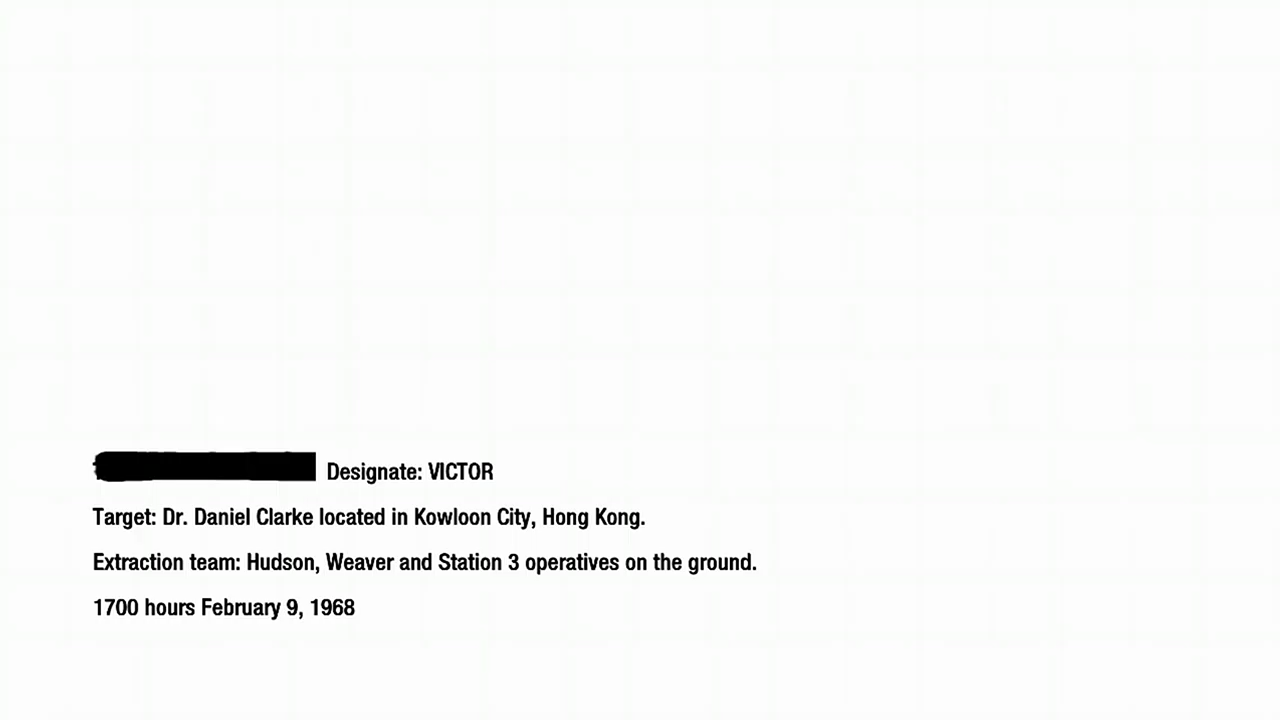 Designate: VICTOR
Target: Dr. Daniel Clarke located in Kowloon City, Hong Kong.
Extraction team: Hudson, Weaver and Station 3 operatives on the ground.
1700 hours February 9, 1968